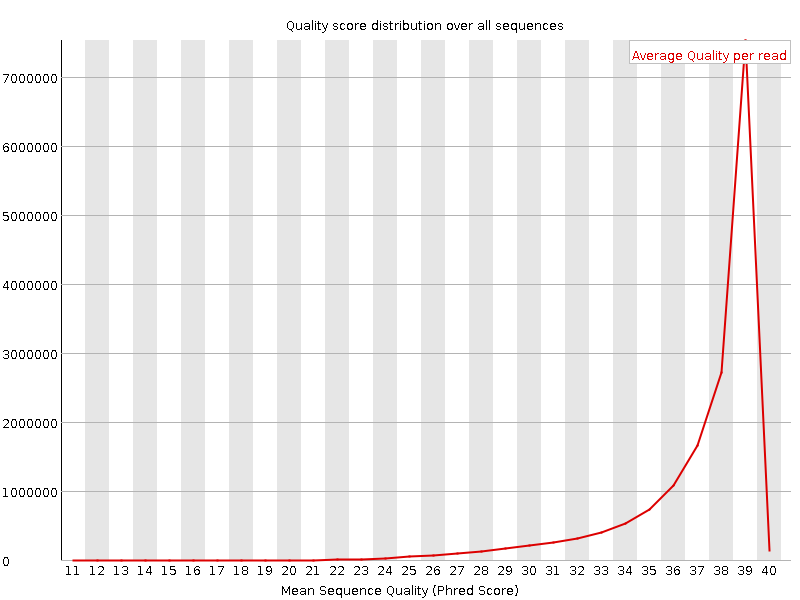 Quality score distribution over all sequences
Average Quality per read
7000000
6000000
5000000
4000000
3000000
2000000
1000000
0
11 12 13 14 15 16 17 18 19 20 21 22 23 24 25 26 27 28 29 30 31 32 33 34 35 36 37 38 39 40
Mean Sequence Quality (Phred Score)